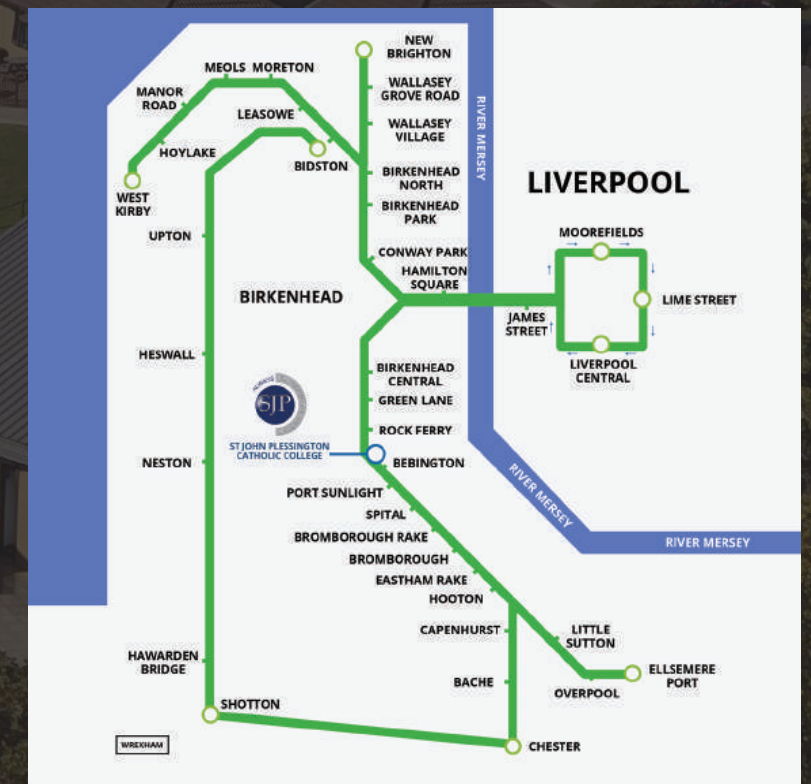 NEW
BRIGHTON
MEOLS
MORETON
WALLASEY
GROVE ROAD
MANOR
ROAD
LEASOWE
WALLASEY
VILLAGE
RIVER MERSEY
HOYLAKE
BIDSTON
BIRKENHEAD
NORTH
LIVERPOOL
WEST
KIRBY
BIRKENHEAD
PARK
UPTON
MOOREFIELDS
CONWAY PARK
HAMILTON
SQUARE
BIRKENHEAD
LIME STREET
JAMES
STREET
HESWALL
LIVERPOOL
CENTRAL
BIRKENHEAD
CENTRAL
ALWAYS
SJP
GREEN LANE
ROCK FERRY
ST JOHN PLESSINGTON
CATHOLIC COLLEGE
NESTON
BEBINGTON
PORT SUNLIGHT
RIVER MERSEY
SPITAL
BROMBOROUGH RAKE
RIVER MERSEY
BROMBOROUGH
EASTHAM RAKE
HOOTON
CAPENHURST
LITTLE
SUTTON
HAWARDEN
BRIDGE
ELLSEMERE
PORT
BACHE
OVERPOOL
SHOTTON
WREXHAM
CHESTER